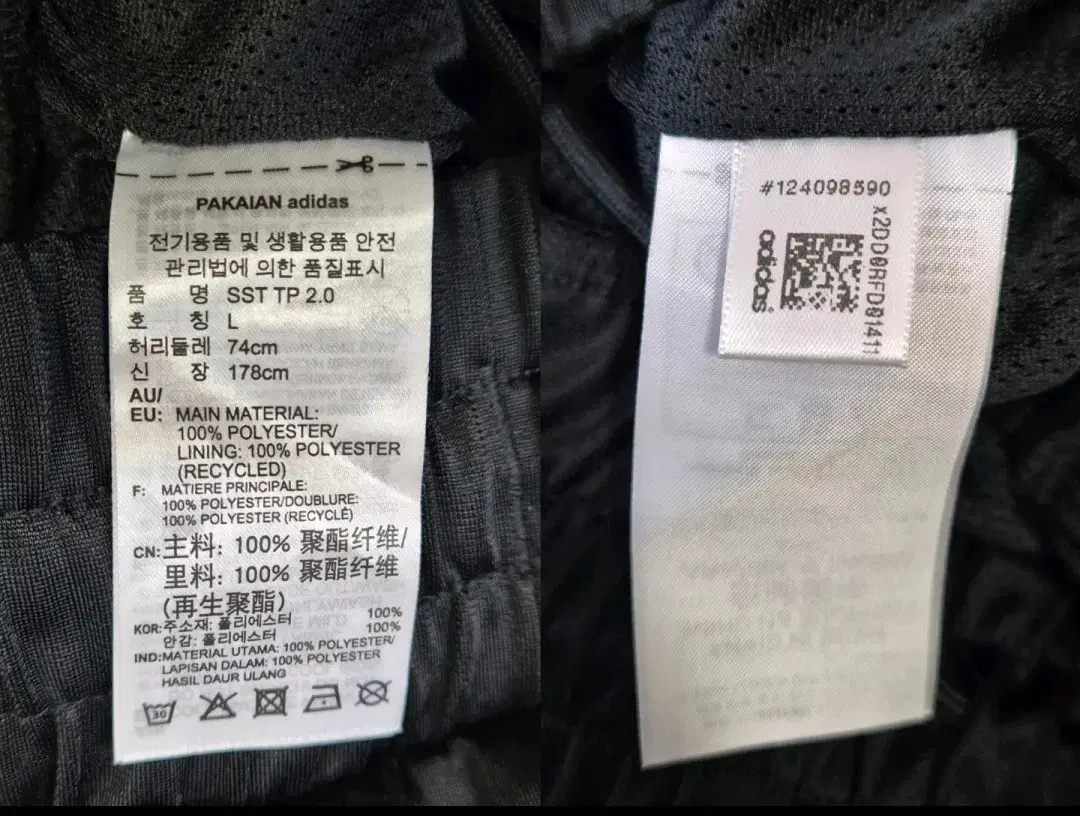 PAKAIAN adidas
전기용품 및 생활용품 안전
관리법에 의한 품질표시
품 명 SST TP 2.0
호 칭 L
허리둘레 74cm
신 장 178cm
AU/
EU: MAIN MATERIAL:
100% POLYESTER/
LINING: 100% POLYESTER
(RECYCLED)
F: MATIERE PRINCIPALE:
100% POLYESTER/DOUBLURE:
100% POLYESTER (RECYCLÉ)
CN: 主料: 100% 聚酯纤维/
里料: 100% 聚酯纤维
(再生聚酯)
KOR: 주소재: 폴리에스터 100%
안감: 폴리에스터 100%
IND: MATERIAL UTAMA: 100% POLYESTER/
LAPISAN DALAM: 100% POLYESTER
HASIL DAUR ULANG
30
#124098590
adidas
x2DD0RFD01411